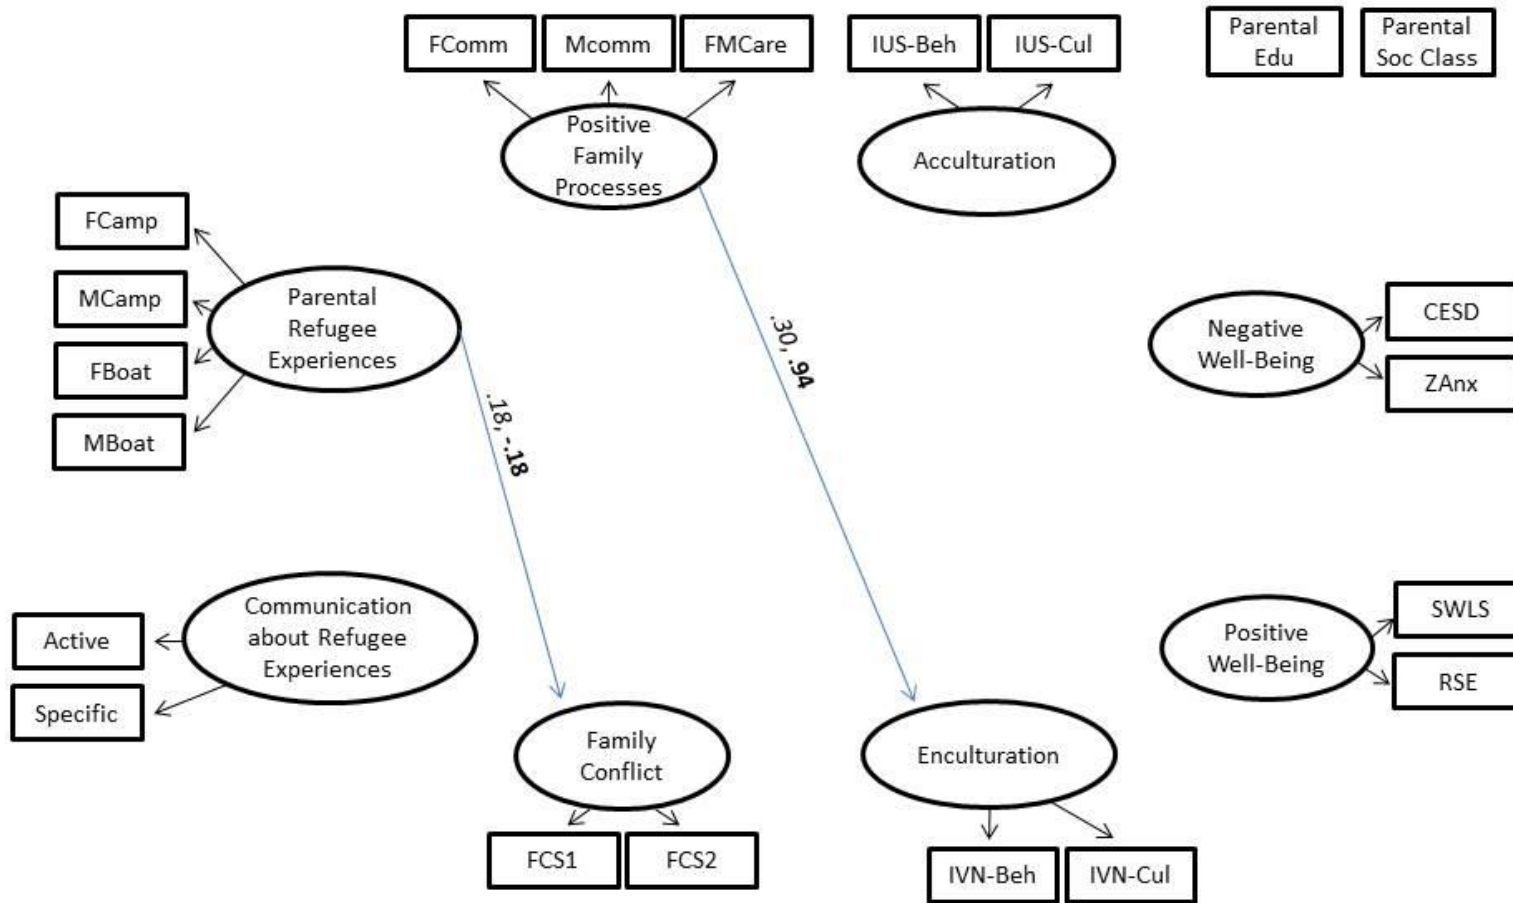 FComm
Mcomm
FMCare
IUS-Beh
IUS-Cul
Parental
Edu
Parental
Soc Class
Positive
Family
Processes
Acculturation
FCamp
MCamp
FBoat
MBoat
Parental
Refugee
Experiences
Negative
Well-Being
CESD
ZAnx
.30, .94
.18, -.18
Active
Specific
Communication
about Refugee
Experiences
Positive
Well-Being
SWLS
RSE
Family
Conflict
Enculturation
FCS1
FCS2
IVN-Beh
IVN-Cul